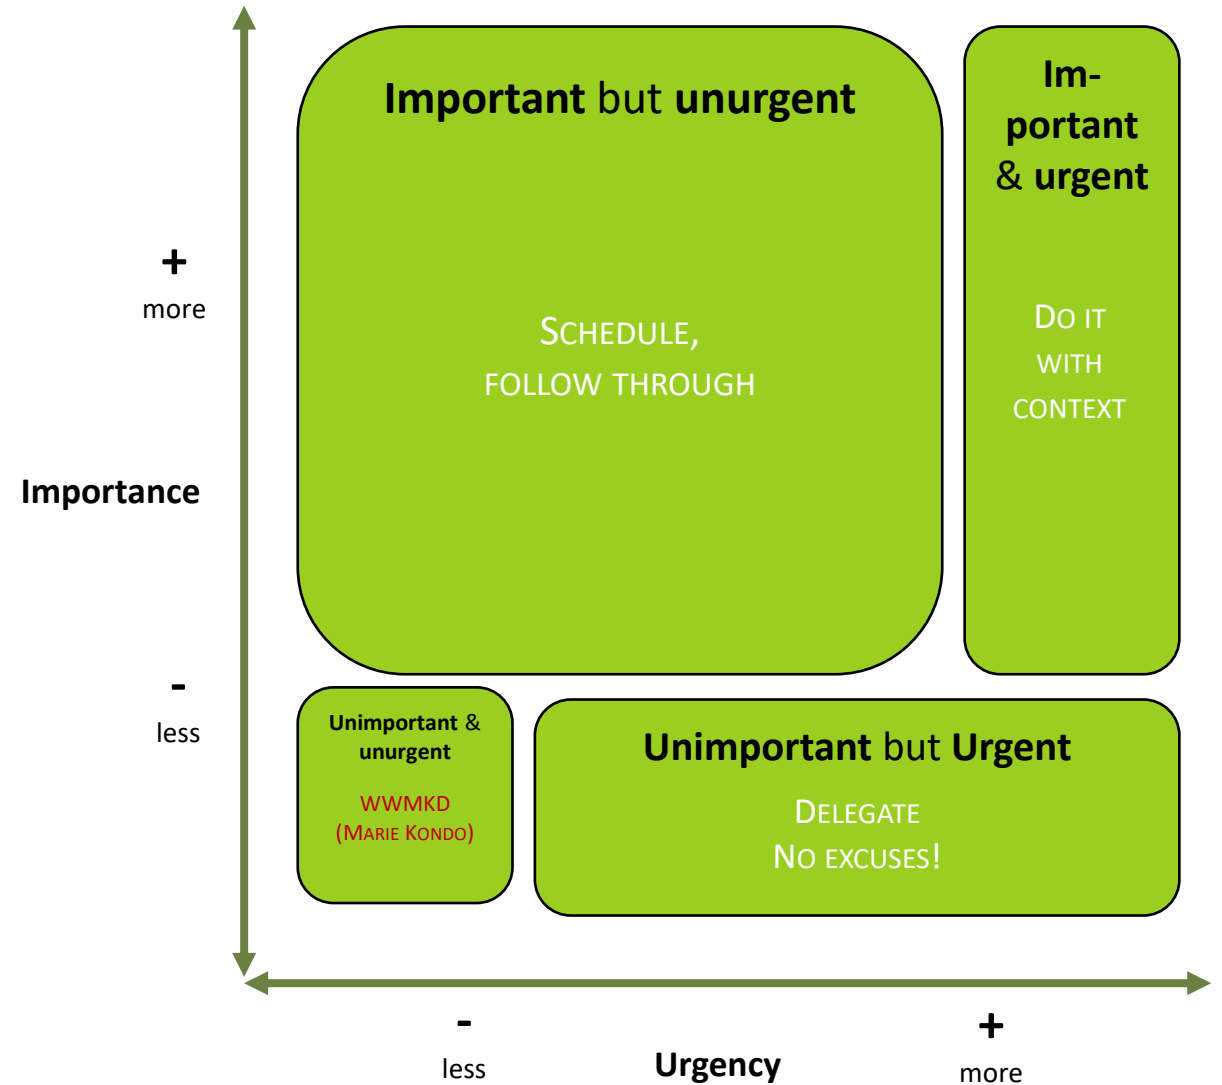 Important but unurgent
Im-
portant
& urgent
+
more
SCHEDULE,
FOLLOW THROUGH
DO IT
WITH
CONTEXT
Importance
-
less
Unimportant &
unurgent
WWMKD
(MARIE KONDO)
Unimportant but Urgent
DELEGATE
NO EXCUSES!
-
less
Urgency
+
more